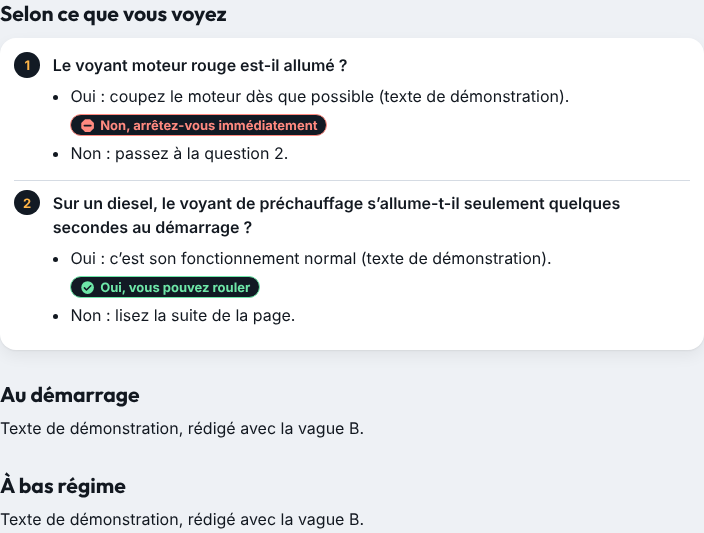 Selon ce que vous voyez
1 Le voyant moteur rouge est-il allumé ?
• Oui : coupez le moteur dès que possible (texte de démonstration).
Non, arrêtez-vous immédiatement
• Non : passez à la question 2.
2 Sur un diesel, le voyant de préchauffage s’allume-t-il seulement quelques
secondes au démarrage ?
• Oui : c’est son fonctionnement normal (texte de démonstration).
Oui, vous pouvez rouler
• Non : lisez la suite de la page.
Au démarrage
Texte de démonstration, rédigé avec la vague B.
À bas régime
Texte de démonstration, rédigé avec la vague B.